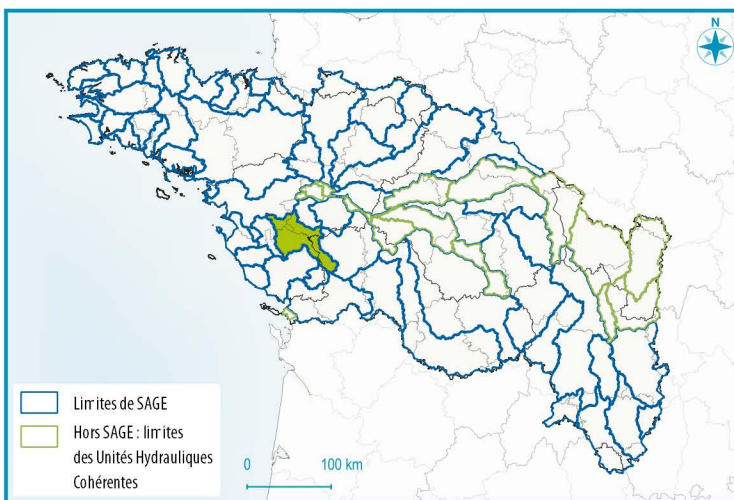 N
Limites de SAGE
Hors SAGE : limites
des Unités Hydrauliques
Cohérentes
0 100 km